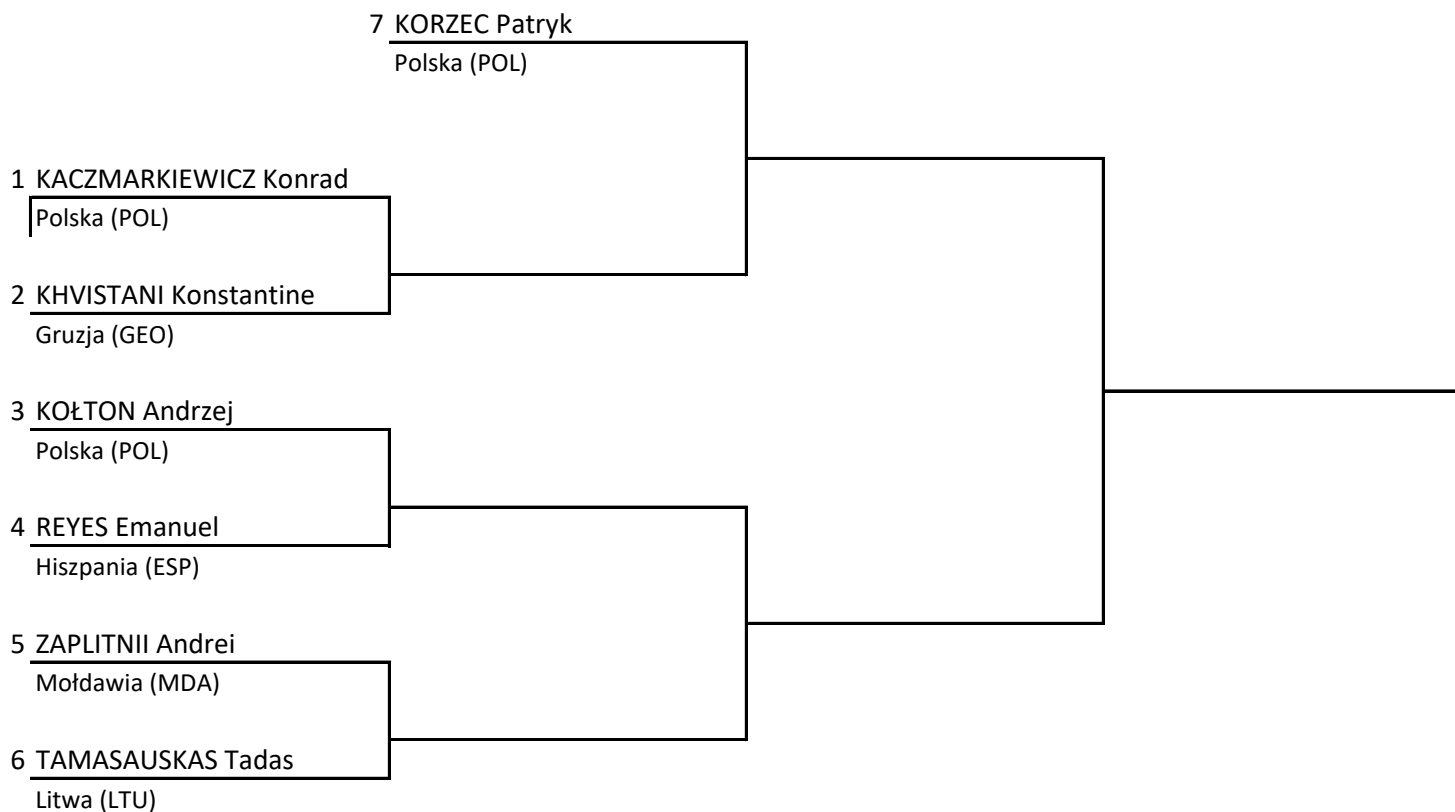 7 KORZEC Patryk
Polska (POL)
1 KACZMARKIEWICZ Konrad
Polska (POL)
2 KHVISTANI Konstantine
Gruzja (GEO)
3 KOŁTON Andrzej
Polska (POL)
4 REYES Emanuel
Hiszpania (ESP)
5 ZAPLITNII Andrei
Mołdawia (MDA)
6 TAMASAUSKAS Tadas
Litwa (LTU)